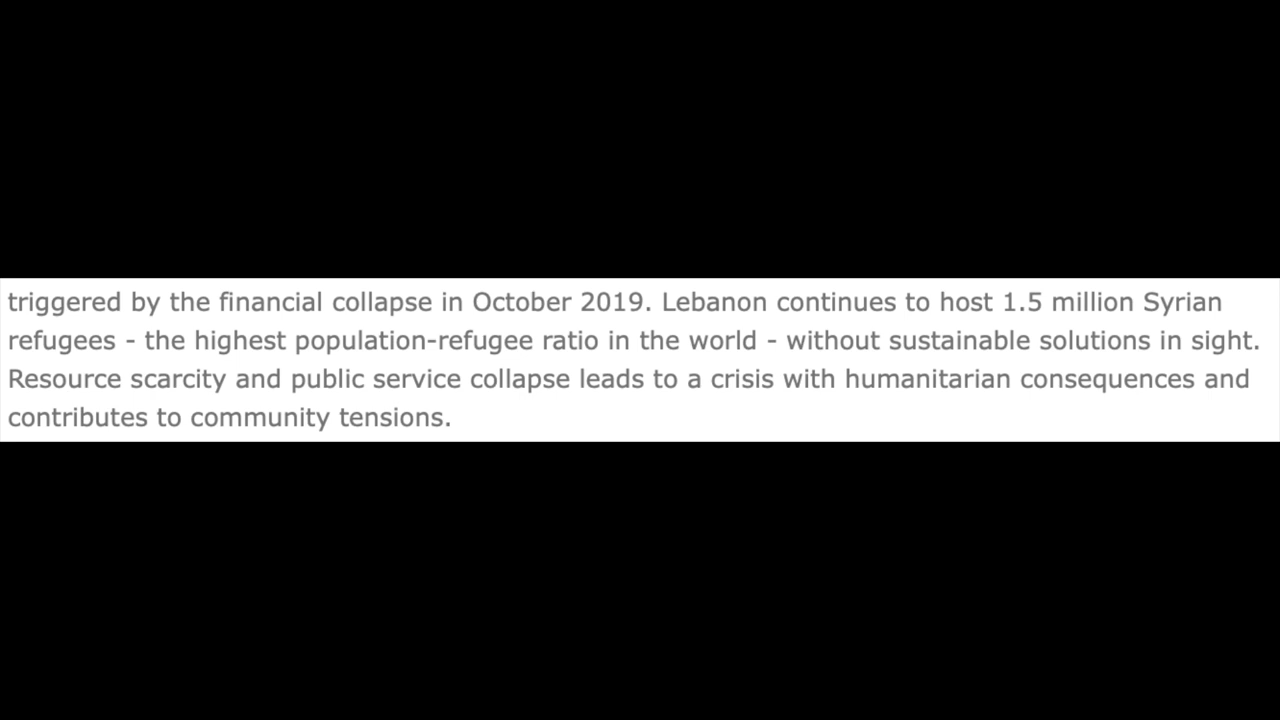 triggered by the financial collapse in October 2019. Lebanon continues to host 1.5 million Syrian
refugees - the highest population-refugee ratio in the world - without sustainable solutions in sight.
Resource scarcity and public service collapse leads to a crisis with humanitarian consequences and
contributes to community tensions.